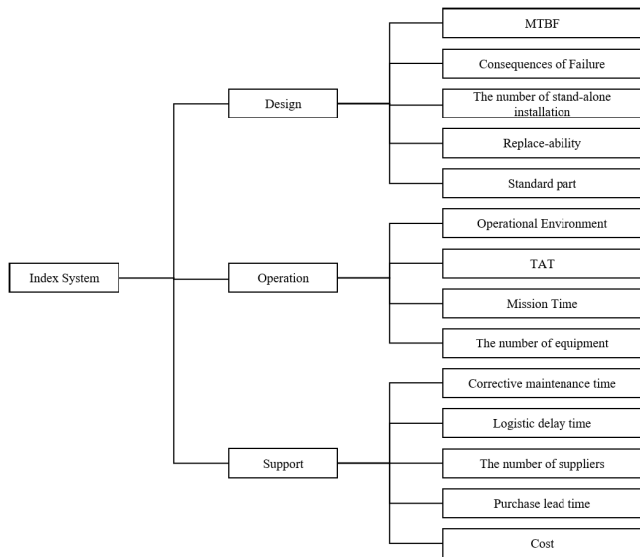 MTBF
Consequences of Failure
Design
The number of stand-alone
installation
Replace-ability
Standard part
Operational Environment
TAT
Index System
Operation
Mission Time
The number of equipment
Corrective maintenance time
Logistic delay time
Support
The number of suppliers
Purchase lead time
Cost